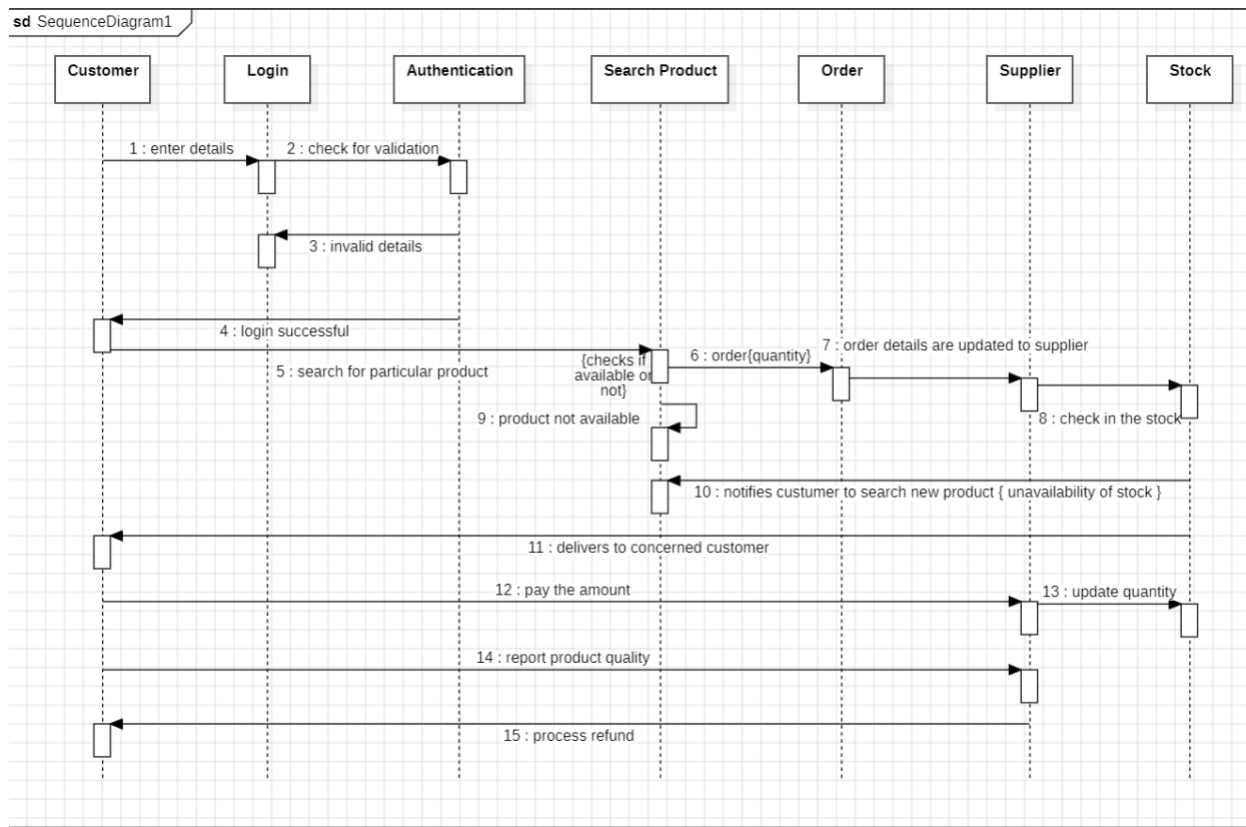 sd SequenceDiagram1
Customer
Login
Authentication
Search Product
Order
Supplier
Stock
1 : enter details
2 : check for validation
3 : invalid details
4 : login successful
5 : search for particular product
{checks if
available or
not}
6 : order{quantity}
7 : order details are updated to supplier
8 : check in the stock
9 : product not available
10 : notifies custumer to search new product { unavailability of stock }
11 : delivers to concerned customer
12 : pay the amount
13 : update quantity
14 : report product quality
15 : process refund